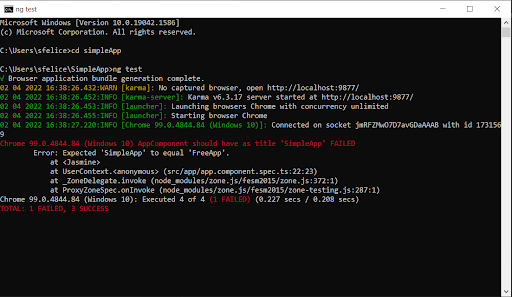 ng test
Microsoft Windows [Version 10.0.19042.1586]
(c) Microsoft Corporation. All rights reserved.
C:\Users\sfelice>cd simpleApp
C:\Users\sfelice\SimpleApp>ng test
√ Browser application bundle generation complete.
02 04 2022 16:38:26.432:WARN [karma]: No captured browser, open http://localhost:9877/
02 04 2022 16:38:26.452:INFO [karma-server]: Karma v6.3.17 server started at http://localhost:9877/
02 04 2022 16:38:26.453:INFO [launcher]: Launching browsers Chrome with concurrency unlimited
02 04 2022 16:38:26.455:INFO [launcher]: Starting browser Chrome
02 04 2022 16:38:27.220:INFO [Chrome 99.0.4844.84 (Windows 10)]: Connected on socket jmRFZMwO7D7avGDaAAAB with id 1731569
9
Chrome 99.0.4844.84 (Windows 10) AppComponent should have as title 'SimpleApp' FAILED
Error: Expected 'SimpleApp' to equal 'FreeApp'.
at <Jasmine>
at UserContext.<anonymous> (src/app/app.component.spec.ts:22:23)
at _ZoneDelegate.invoke (node_modules/zone.js/fesm2015/zone.js:372:1)
at ProxyZoneSpec.onInvoke (node_modules/zone.js/fesm2015/zone-testing.js:287:1)
Chrome 99.0.4844.84 (Windows 10): Executed 4 of 4 (1 FAILED) (0.227 secs / 0.208 secs)
TOTAL: 1 FAILED, 3 SUCCESS